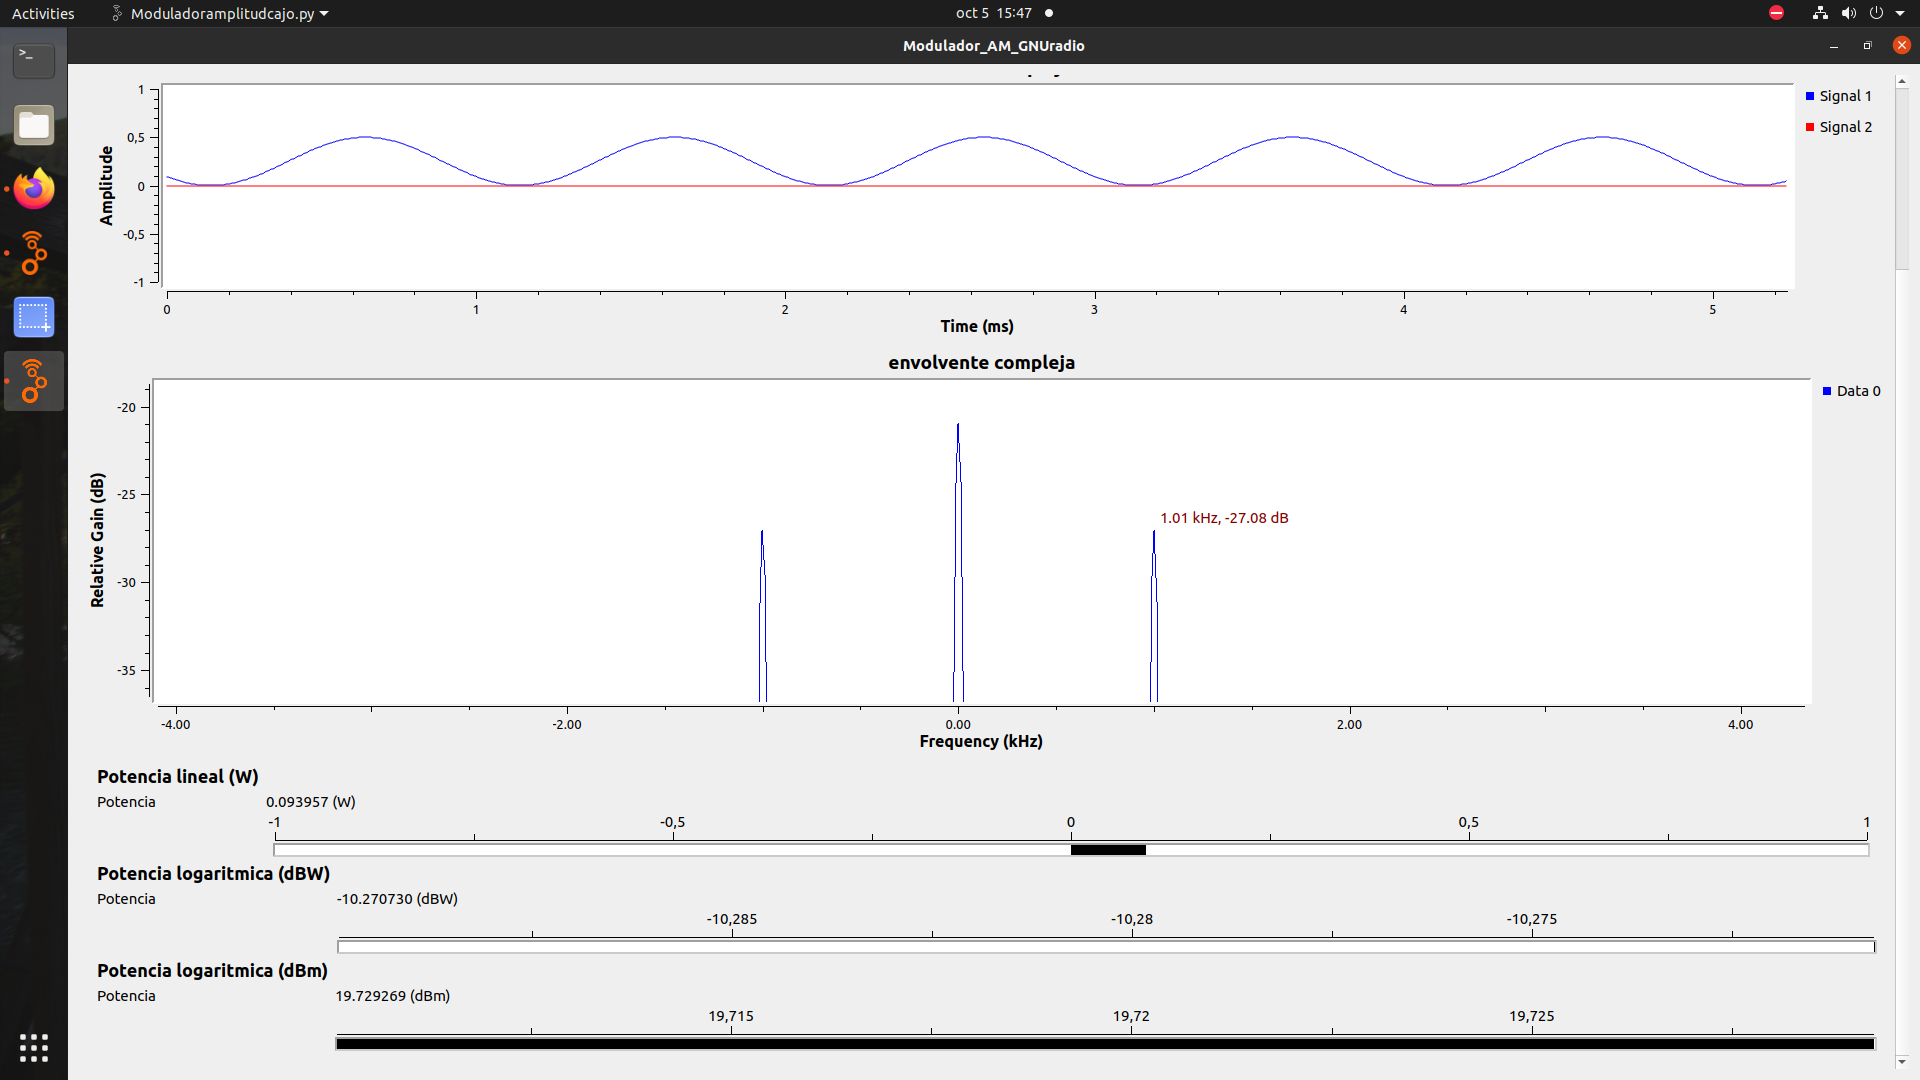 Activities Moduladoramplitudcajo.py oct 5 15:47
Modulador_AM_GNUradio
1
0,5
0
-0,5
-1
Amplitude
Signal 1
Signal 2
0 1 2 3 4 5
Time (ms)
envolvente compleja
Data 0
-20
-25
-30
-35
Relative Gain (dB)
1.01 kHz, -27.08 dB
-4.00 -2.00 0.00 2.00 4.00
Frequency (kHz)
Potencia lineal (W)
Potencia 0.093957 (W)
-1 -0,5 0 0,5 1
Potencia logaritmica (dBW)
Potencia -10.270730 (dBW)
-10,285 -10,28 -10,275
Potencia logaritmica (dBm)
Potencia 19.729269 (dBm)
19,715 19,72 19,725